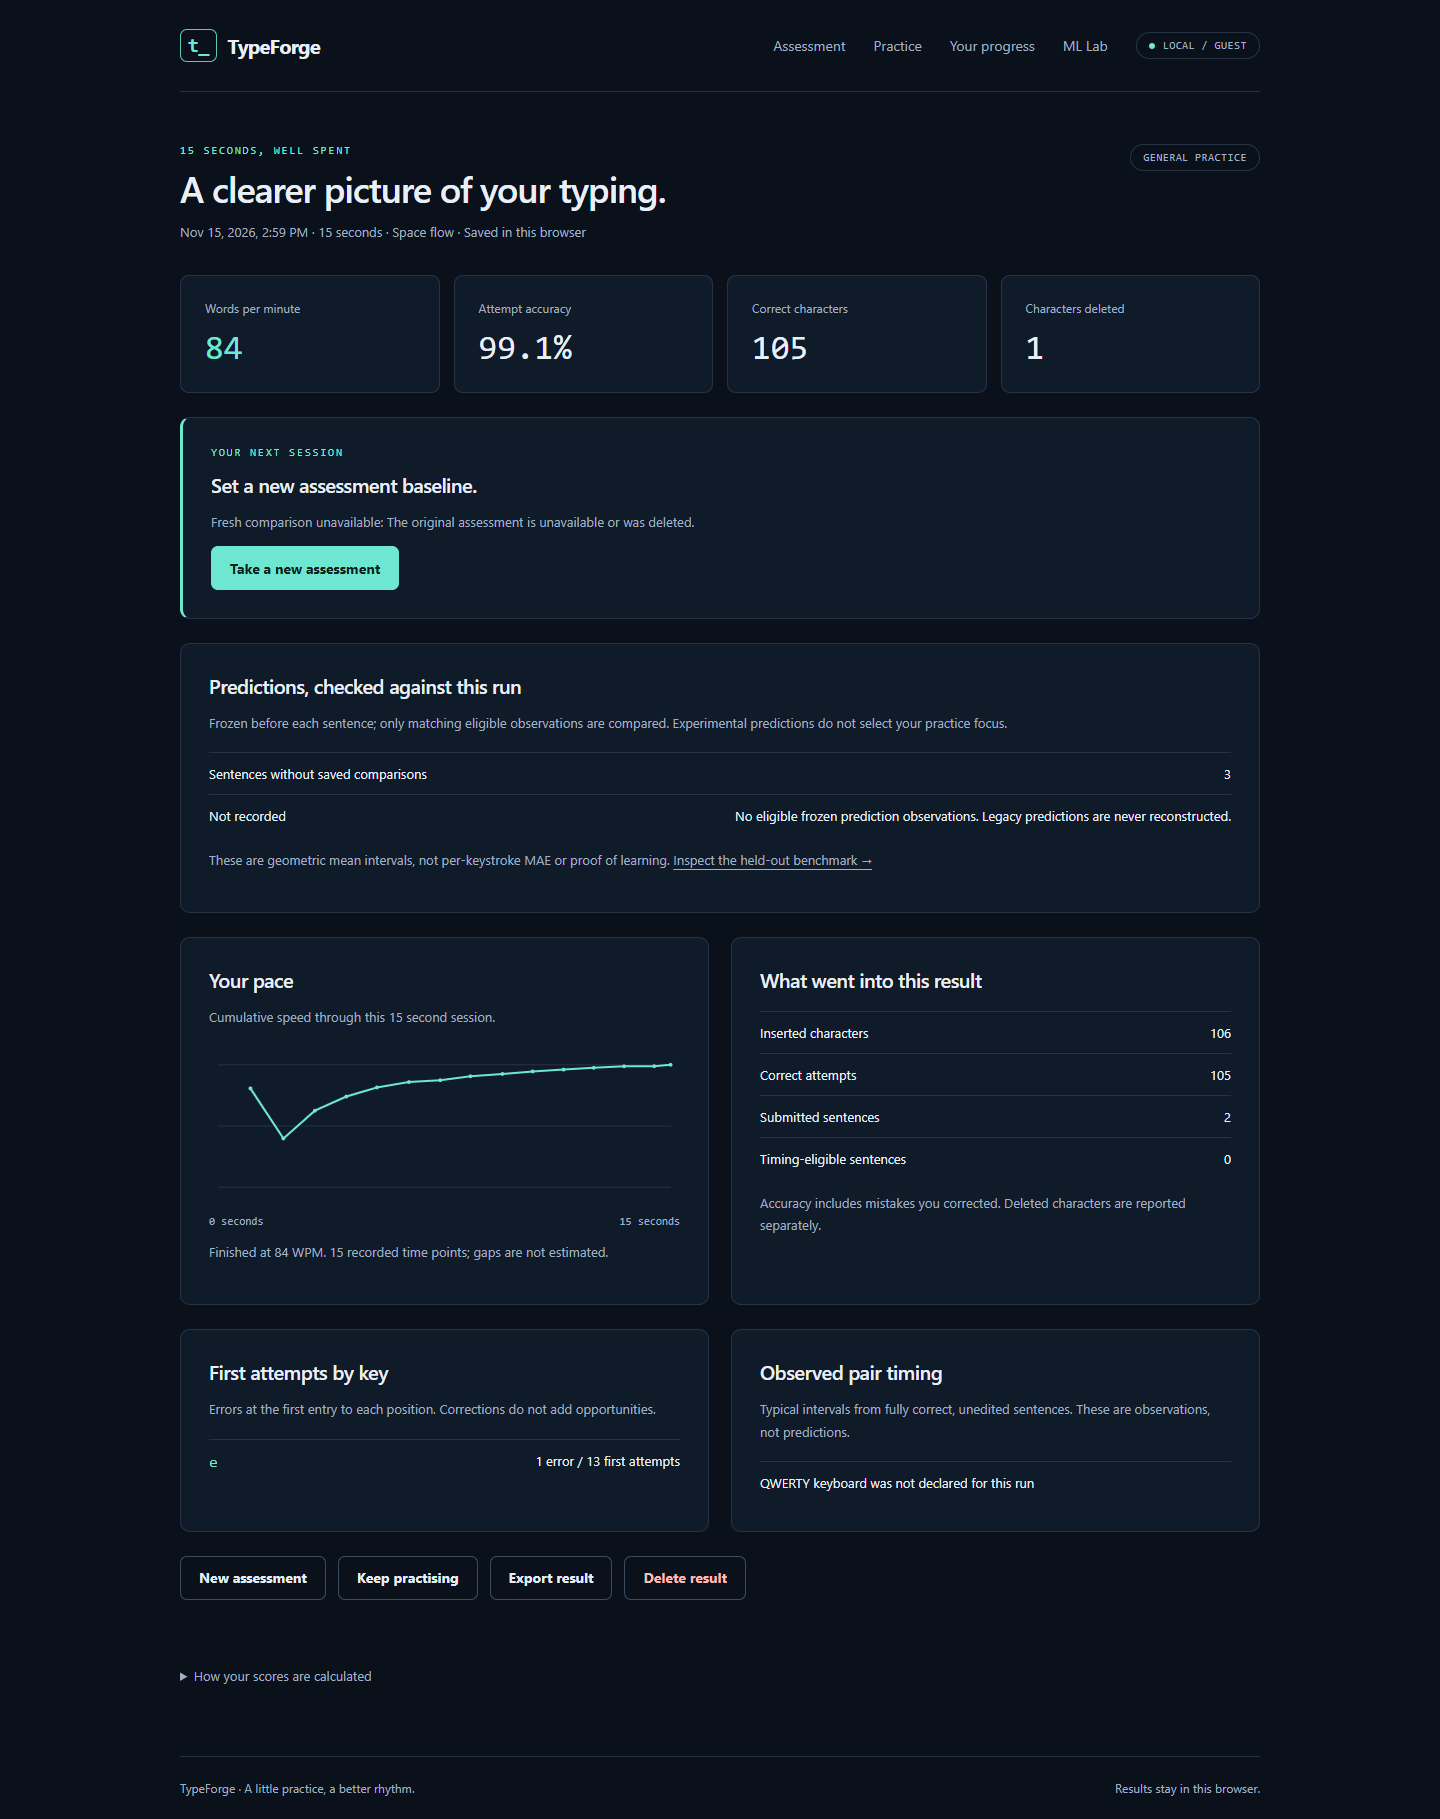 t_ TypeForge
Assessment
Practice
Your progress
ML Lab
LOCAL / GUEST
15 SECONDS, WELL SPENT
GENERAL PRACTICE
A clearer picture of your typing.
Nov 15, 2026, 2:59 PM · 15 seconds · Space flow · Saved in this browser
Words per minute
84
Attempt accuracy
99.1%
Correct characters
105
Characters deleted
1
YOUR NEXT SESSION
Set a new assessment baseline.
Fresh comparison unavailable: The original assessment is unavailable or was deleted.
Take a new assessment
Predictions, checked against this run
Frozen before each sentence; only matching eligible observations are compared. Experimental predictions do not select your practice focus.
Sentences without saved comparisons 3
Not recorded No eligible frozen prediction observations. Legacy predictions are never reconstructed.
These are geometric mean intervals, not per-keystroke MAE or proof of learning. Inspect the held-out benchmark →
Your pace
Cumulative speed through this 15 second session.
0 seconds 15 seconds
Finished at 84 WPM. 15 recorded time points; gaps are not estimated.
What went into this result
Inserted characters 106
Correct attempts 105
Submitted sentences 2
Timing-eligible sentences 0
Accuracy includes mistakes you corrected. Deleted characters are reported
separately.
First attempts by key
Errors at the first entry to each position. Corrections do not add opportunities.
e 1 error / 13 first attempts
Observed pair timing
Typical intervals from fully correct, unedited sentences. These are observations,
not predictions.
QWERTY keyboard was not declared for this run
New assessment
Keep practising
Export result
Delete result
▶ How your scores are calculated
TypeForge · A little practice, a better rhythm.
Results stay in this browser.